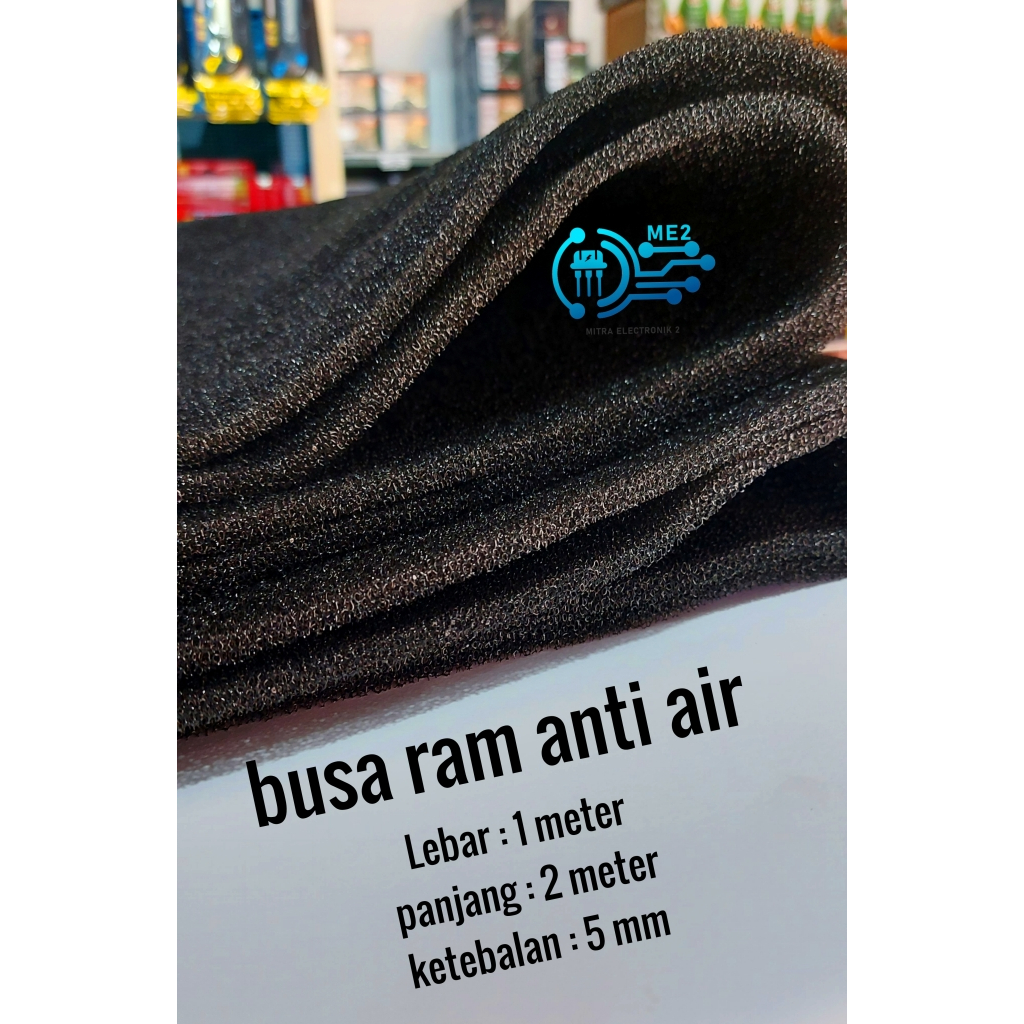 ME2
MITRA ELECTRONIK 2
busa ram anti air
Lebar : 1 meter
panjang : 2 meter
ketebalan : 5 mm